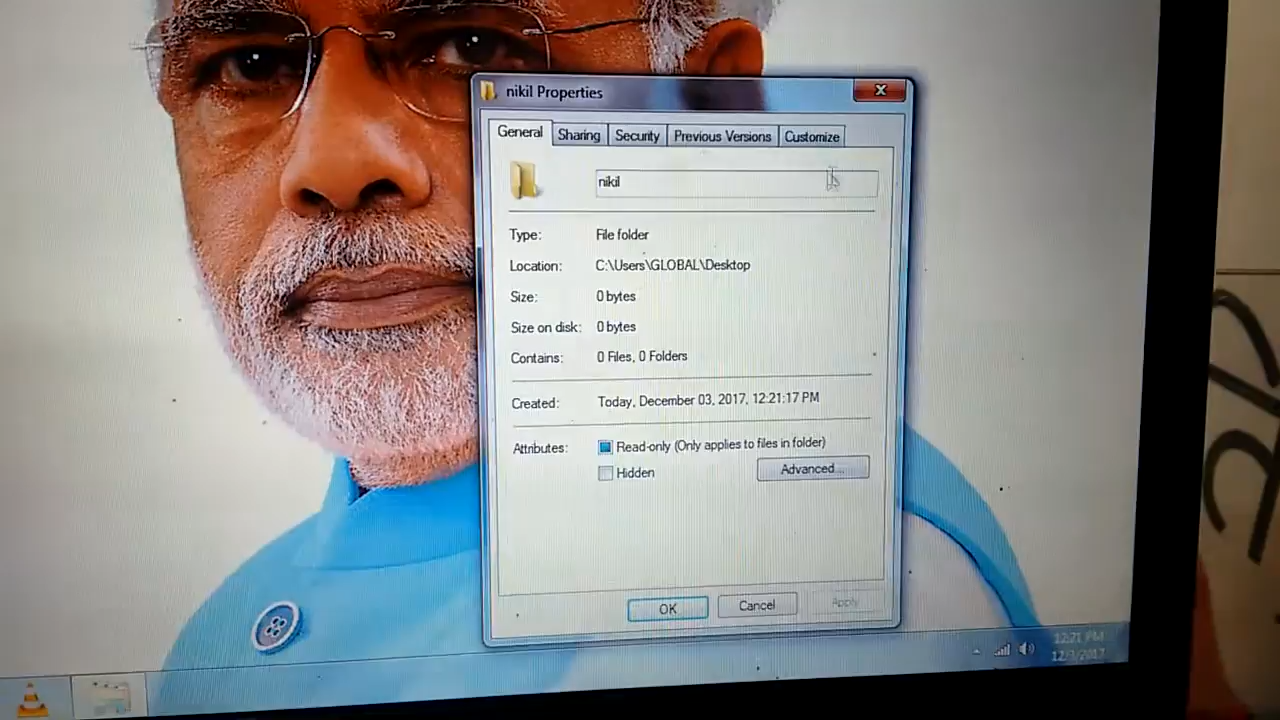 nikil Properties
General Sharing Security Previous Versions Customize
nikil
Type: File folder
Location: C:\Users\GLOBAL\Desktop
Size: 0 bytes
Size on disk: 0 bytes
Contains: 0 Files, 0 Folders
Created: Today, December 03, 2017, 12:21:17 PM
Attributes: Read-only (Only applies to files in folder)
Hidden Advanced...
OK Cancel Apply
12:21 PM
12/3/2017